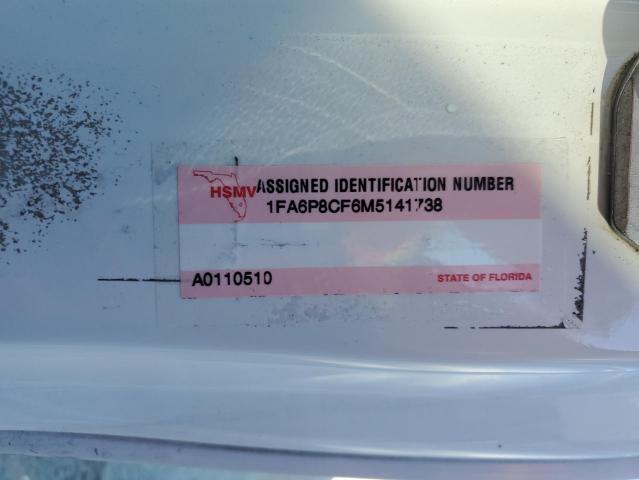 HSMV ASSIGNED IDENTIFICATION NUMBER
1FA6P8CF6M5141738
A0110510 STATE OF FLORIDA